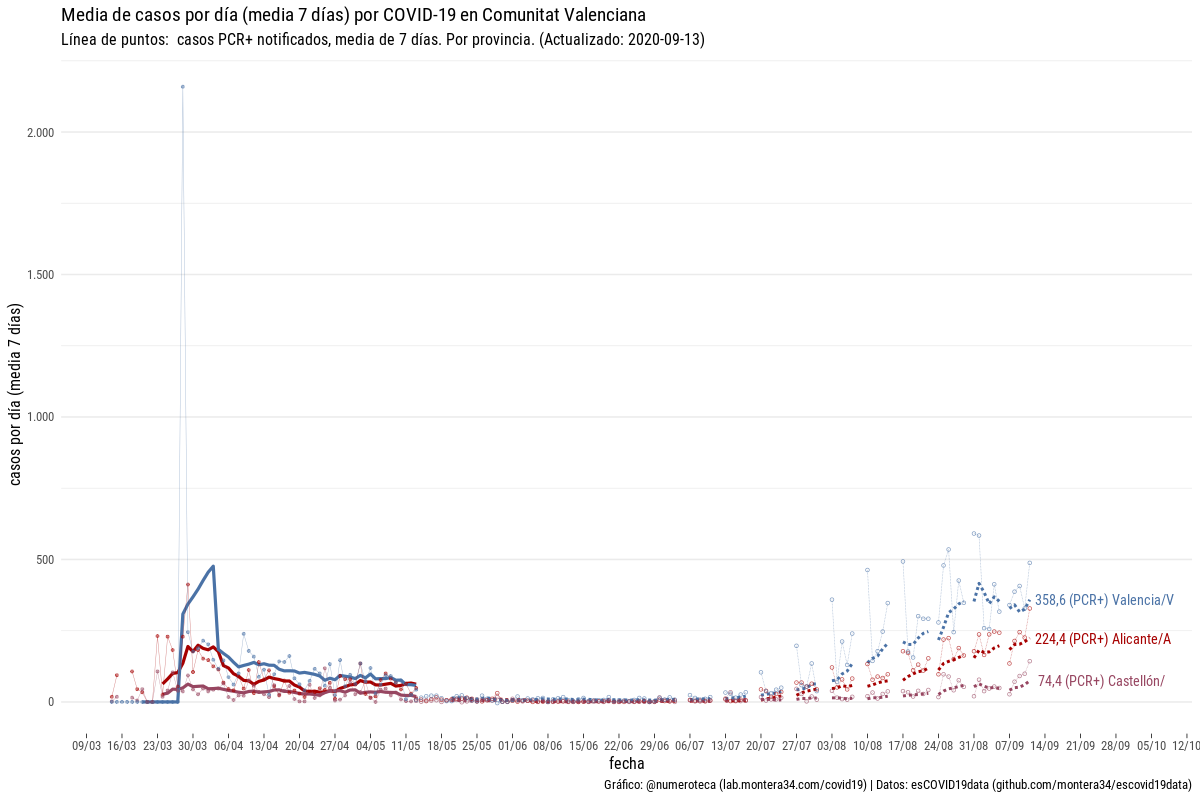 Media de casos por día (media 7 días) por COVID-19 en Comunitat Valenciana
Línea de puntos:  casos PCR+ notificados, media de 7 días. Por provincia. (Actualizado: 2020-09-13)
casos por día (media 7 días)
2.000
1.500
1.000
500
0
358,6 (PCR+) Valencia/V
224,4 (PCR+) Alicante/A
74,4 (PCR+) Castellón/
09/03 16/03 23/03 30/03 06/04 13/04 20/04 27/04 04/05 11/05 18/05 25/05 01/06 08/06 15/06 22/06 29/06 06/07 13/07 20/07 27/07 03/08 10/08 17/08 24/08 31/08 07/09 14/09 21/09 28/09 05/10 12/10
fecha
Gráfico: @numeroteca (lab.montera34.com/covid19) | Datos: esCOVID19data (github.com/montera34/escovid19data)